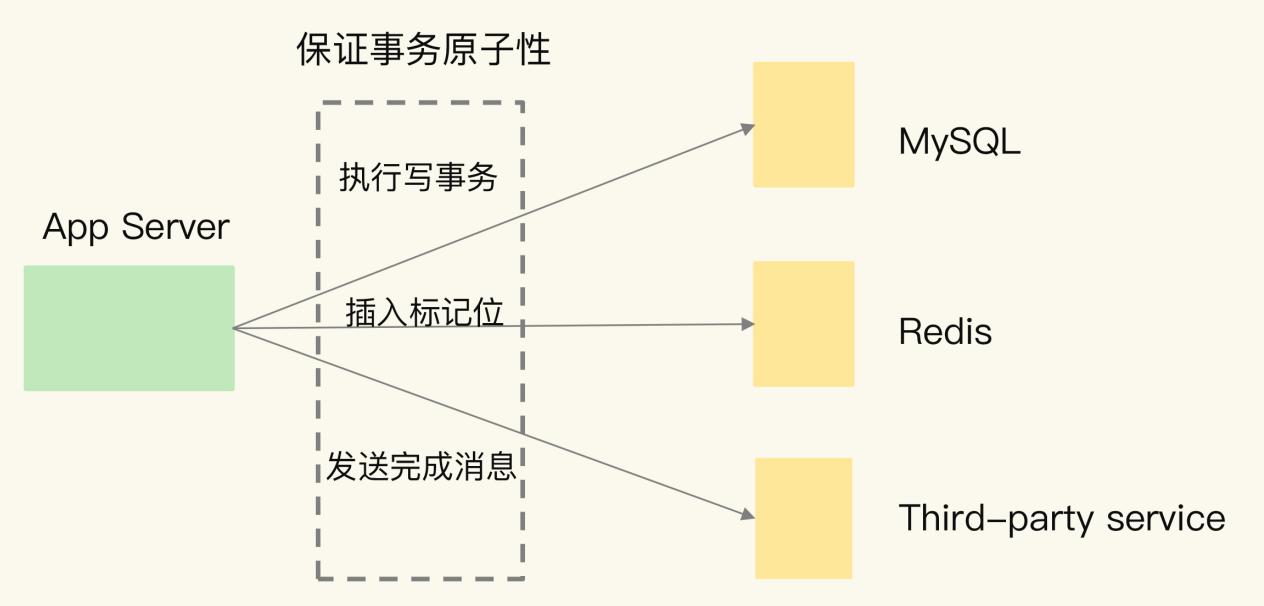 保证事务原子性
执行写事务
MySQL
App Server
插入标记位
Redis
发送完成消息
Third-party service